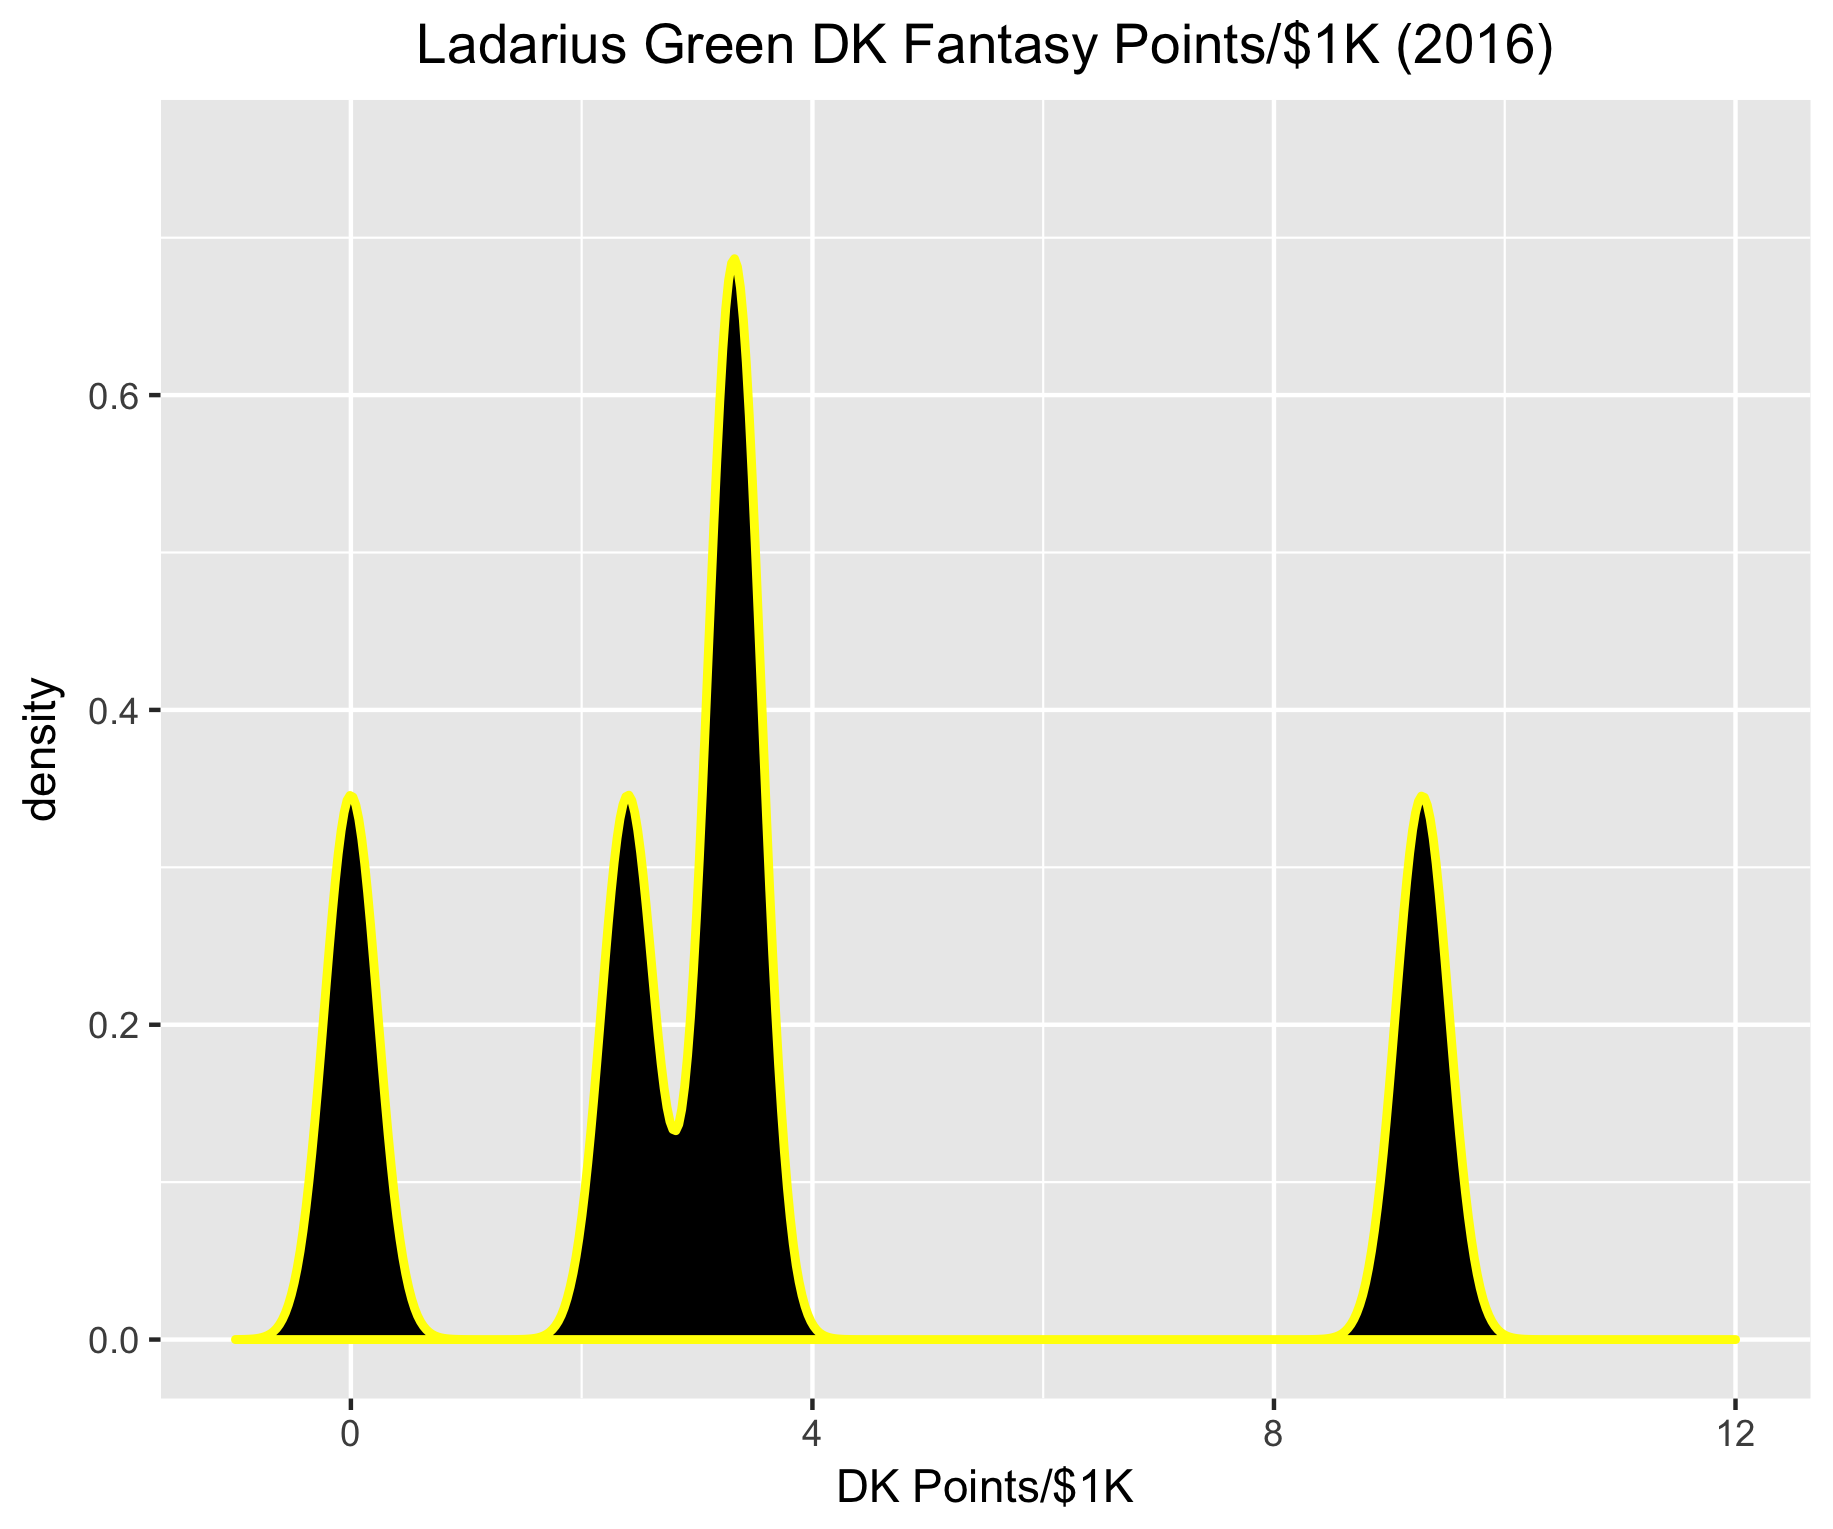 Ladarius Green DK Fantasy Points/$1K (2016)
density
0.6
0.4
0.2
0.0
0 4 8 12
DK Points/$1K